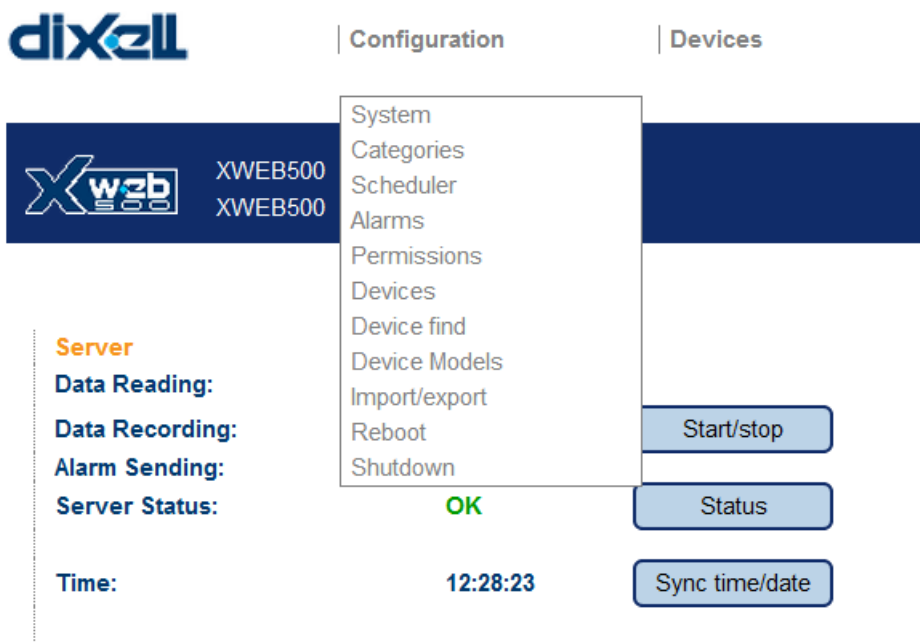 dixell
Configuration
Devices
System
Categories
Scheduler
Alarms
Permissions
Devices
Device find
Device Models
Import/export
Reboot
Shutdown
Xweb
500
XWEB500
XWEB500
Server
Data Reading:
Data Recording:
Start/stop
Alarm Sending:
Server Status: OK Status
Time: 12:28:23 Sync time/date